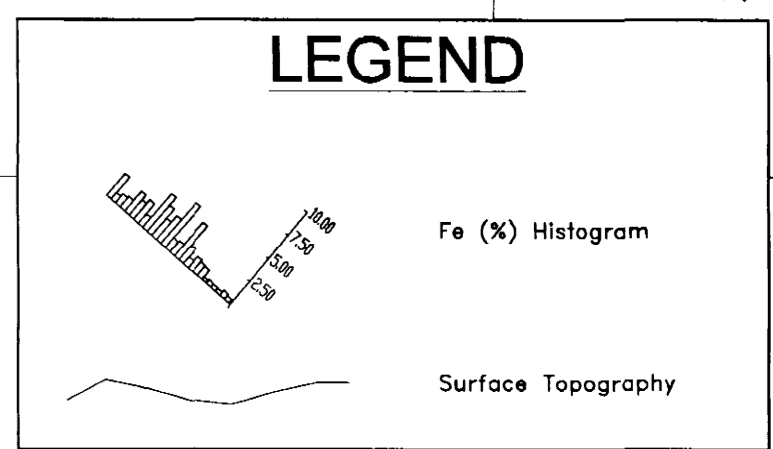 LEGEND
10.00
7.50
5.00
2.50
Fe (%) Histogram
Surface Topography